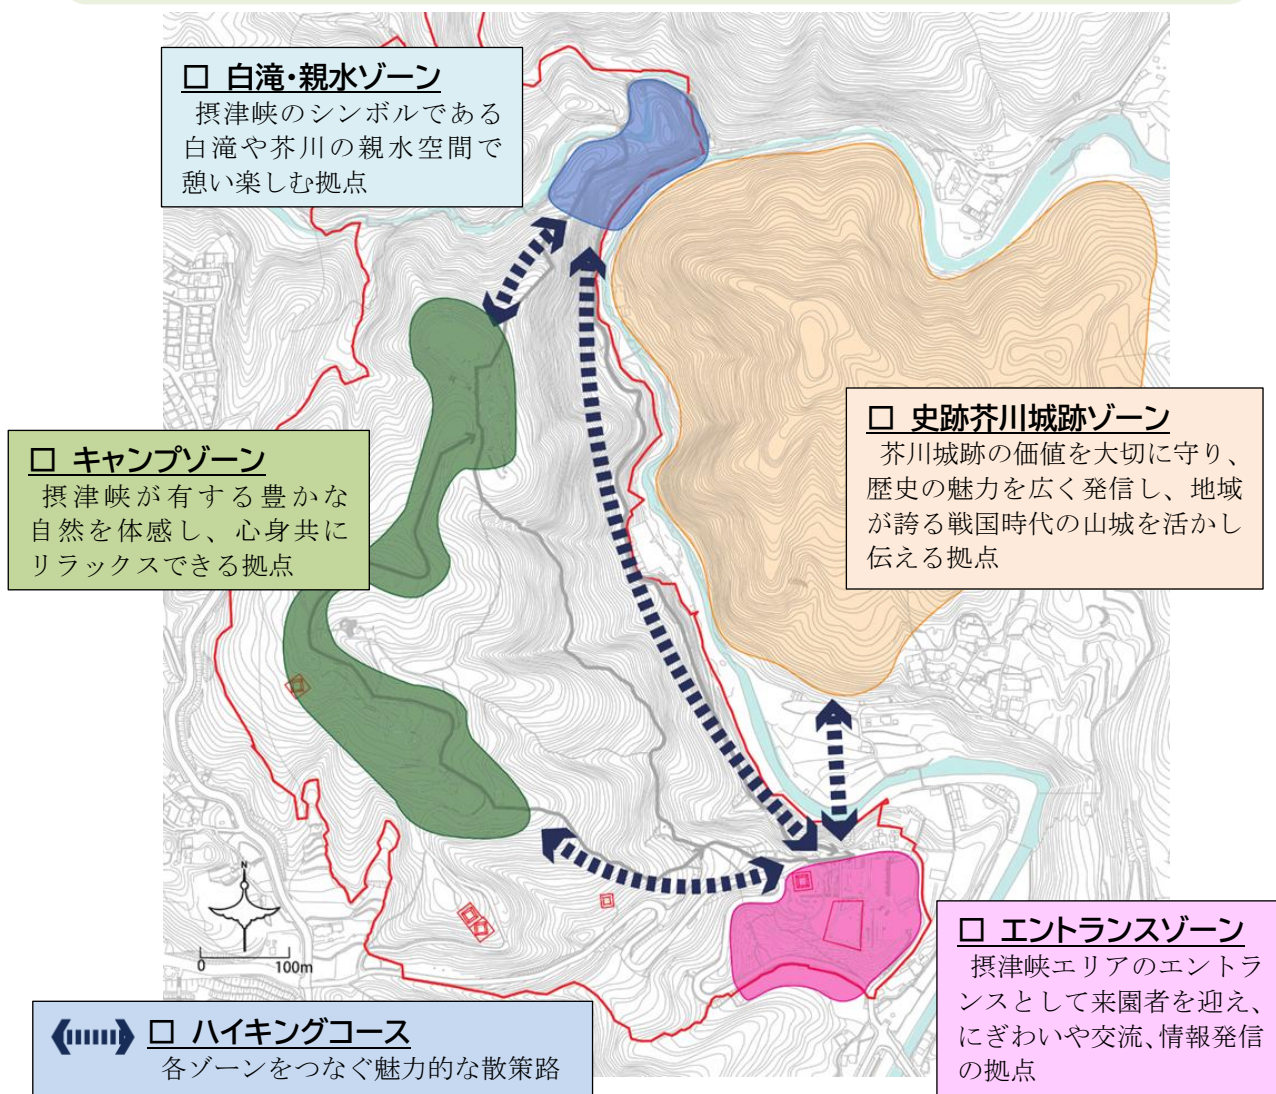 □ 白滝・親水ゾーン
摂津峡のシンボルである
白滝や芥川の親水空間で
憩い楽しむ拠点
□ 史跡芥川城跡ゾーン
芥川城跡の価値を大切に守り、
歴史の魅力を広く発信し、地域
が誇る戦国時代の山城を活かし
伝える拠点
□ キャンプゾーン
摂津峡が有する豊かな
自然を体感し、心身共に
リラックスできる拠点
N
0 100m
□ エントランスゾーン
摂津峡エリアのエントラ
ンスとして来園者を迎え、
にぎわいや交流、情報発信
の拠点
□ ハイキングコース
各ゾーンをつなぐ魅力的な散策路